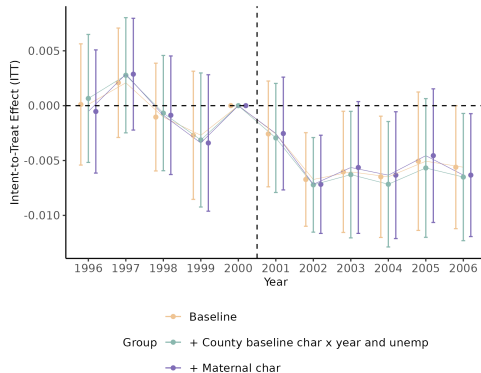 0.005
0.000
-0.005
-0.010
Intent-to-Treat Effect (ITT)
1996 1997 1998 1999 2000 2001 2002 2003 2004 2005 2006
Year
Baseline
Group + County baseline char x year and unemp
+ Maternal char